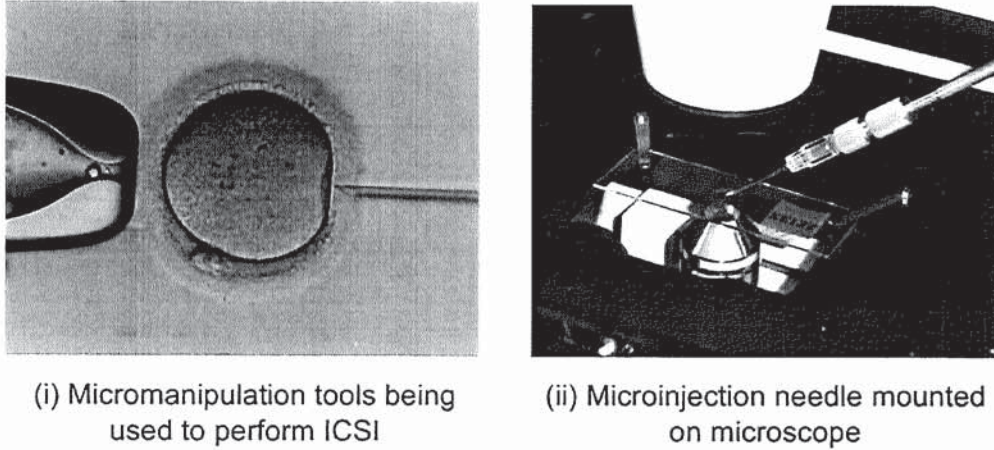 (i) Micromanipulation tools being
used to perform ICSI
(ii) Microinjection needle mounted
on microscope